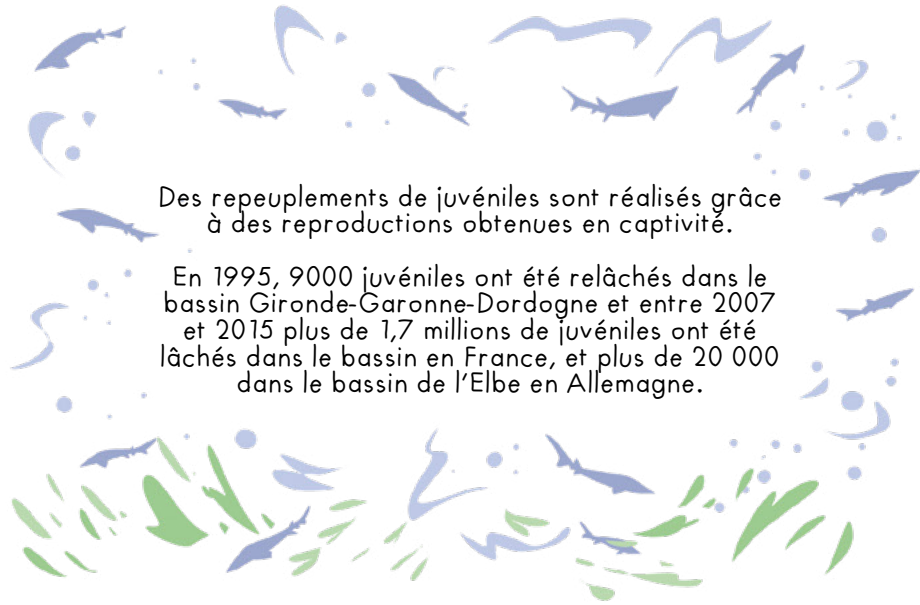 Des repeuplements de juvéniles sont réalisés grâce
à des reproductions obtenues en captivité.
En 1995, 9000 juvéniles ont été relâchés dans le
bassin Gironde-Garonne-Dordogne et entre 2007
et 2015 plus de 1,7 millions de juvéniles ont été
lâchés dans le bassin en France, et plus de 20 000
dans le bassin de l'Elbe en Allemagne.